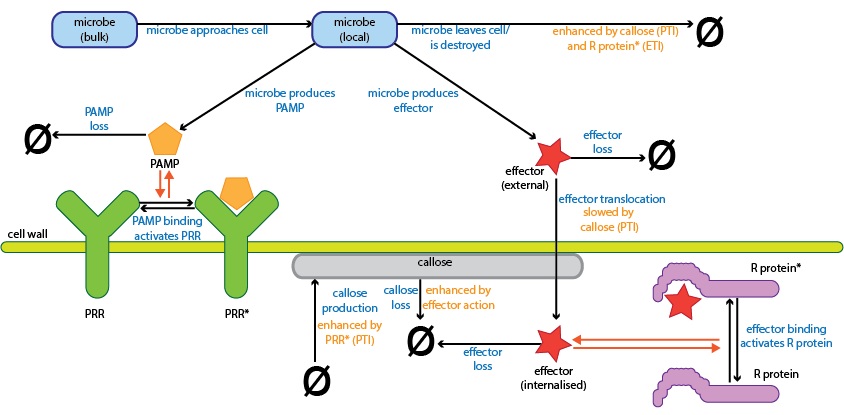 microbe
(bulk)
microbe approaches cell
microbe
(local)
microbe leaves cell/
is destroyed
enhanced by callose (PTI)
and R protein* (ETI)
Ø
microbe produces
PAMP
microbe produces
effector
PAMP
loss
Ø
PAMP
effector
loss
Ø
effector
(external)
effector translocation
slowed by
callose (PTI)
PAMP binding
activates PRR
cell wall
PRR
PRR*
callose
callose
production
enhanced by
PRR* (PTI)
Ø
callose
loss
enhanced by
effector action
Ø
effector
loss
effector
(internalised)
R protein*
effector binding
activates R protein
R protein